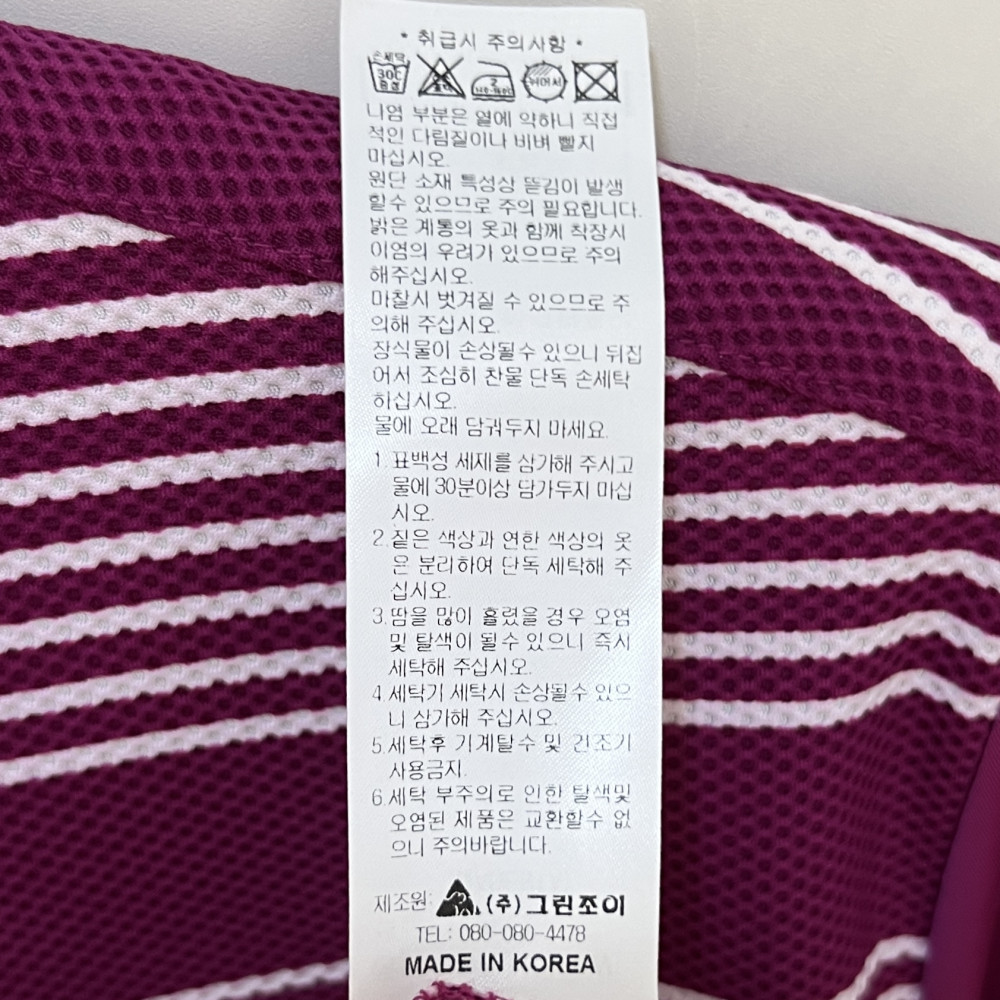 * 취급시 주의사항 *
손세탁
30℃
중성
염소
2
140-160℃
뉘어서
니염 부분은 열에 약하니 직접
적인 다림질이나 비벼 빨지
마십시오.
원단 소재 특성상 뜯김이 발생
할수 있으므로 주의 필요합니다.
밝은 계통의 옷과 함께 착장시
이염의 우려가 있으므로 주의
해주십시오.
마찰시 벗겨질 수 있으므로 주
의해 주십시오.
장식물이 손상될수 있으니 뒤집
어서 조심히 찬물 단독 손세탁
하십시오.
물에 오래 담궈두지 마세요.
1.표백성 세제를 삼가해 주시고
물에 30분이상 담가두지 마십
시오.
2.짙은 색상과 연한 색상의 옷
은 분리하여 단독 세탁해 주
십시오.
3.땀을 많이 흘렸을 경우 오염
및 탈색이 될수 있으니 즉시
세탁해 주십시오.
4.세탁기 세탁시 손상될수 있으
니 삼가해 주십시오.
5.세탁후 기계탈수 및 건조기
사용금지.
6.세탁 부주의로 인한 탈색및
오염된 제품은 교환할수 없
으니 주의바랍니다.
제조원: (주)그린조이
TEL: 080-080-4478
MADE IN KOREA